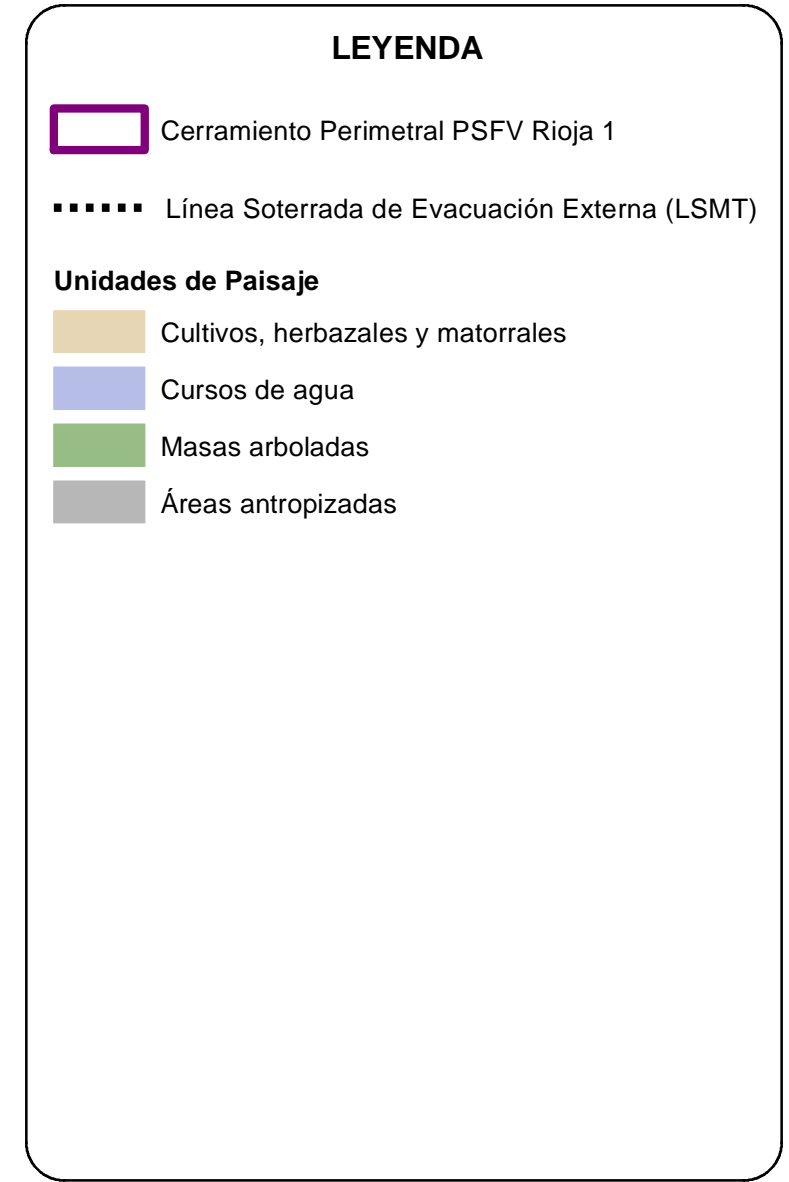 LEYENDA
Cerramiento Perimetral PSFV Rioja 1
Línea Soterrada de Evacuación Externa (LSMT)
Unidades de Paisaje
Cultivos, herbazales y matorrales
Cursos de agua
Masas arboladas
Áreas antropizadas